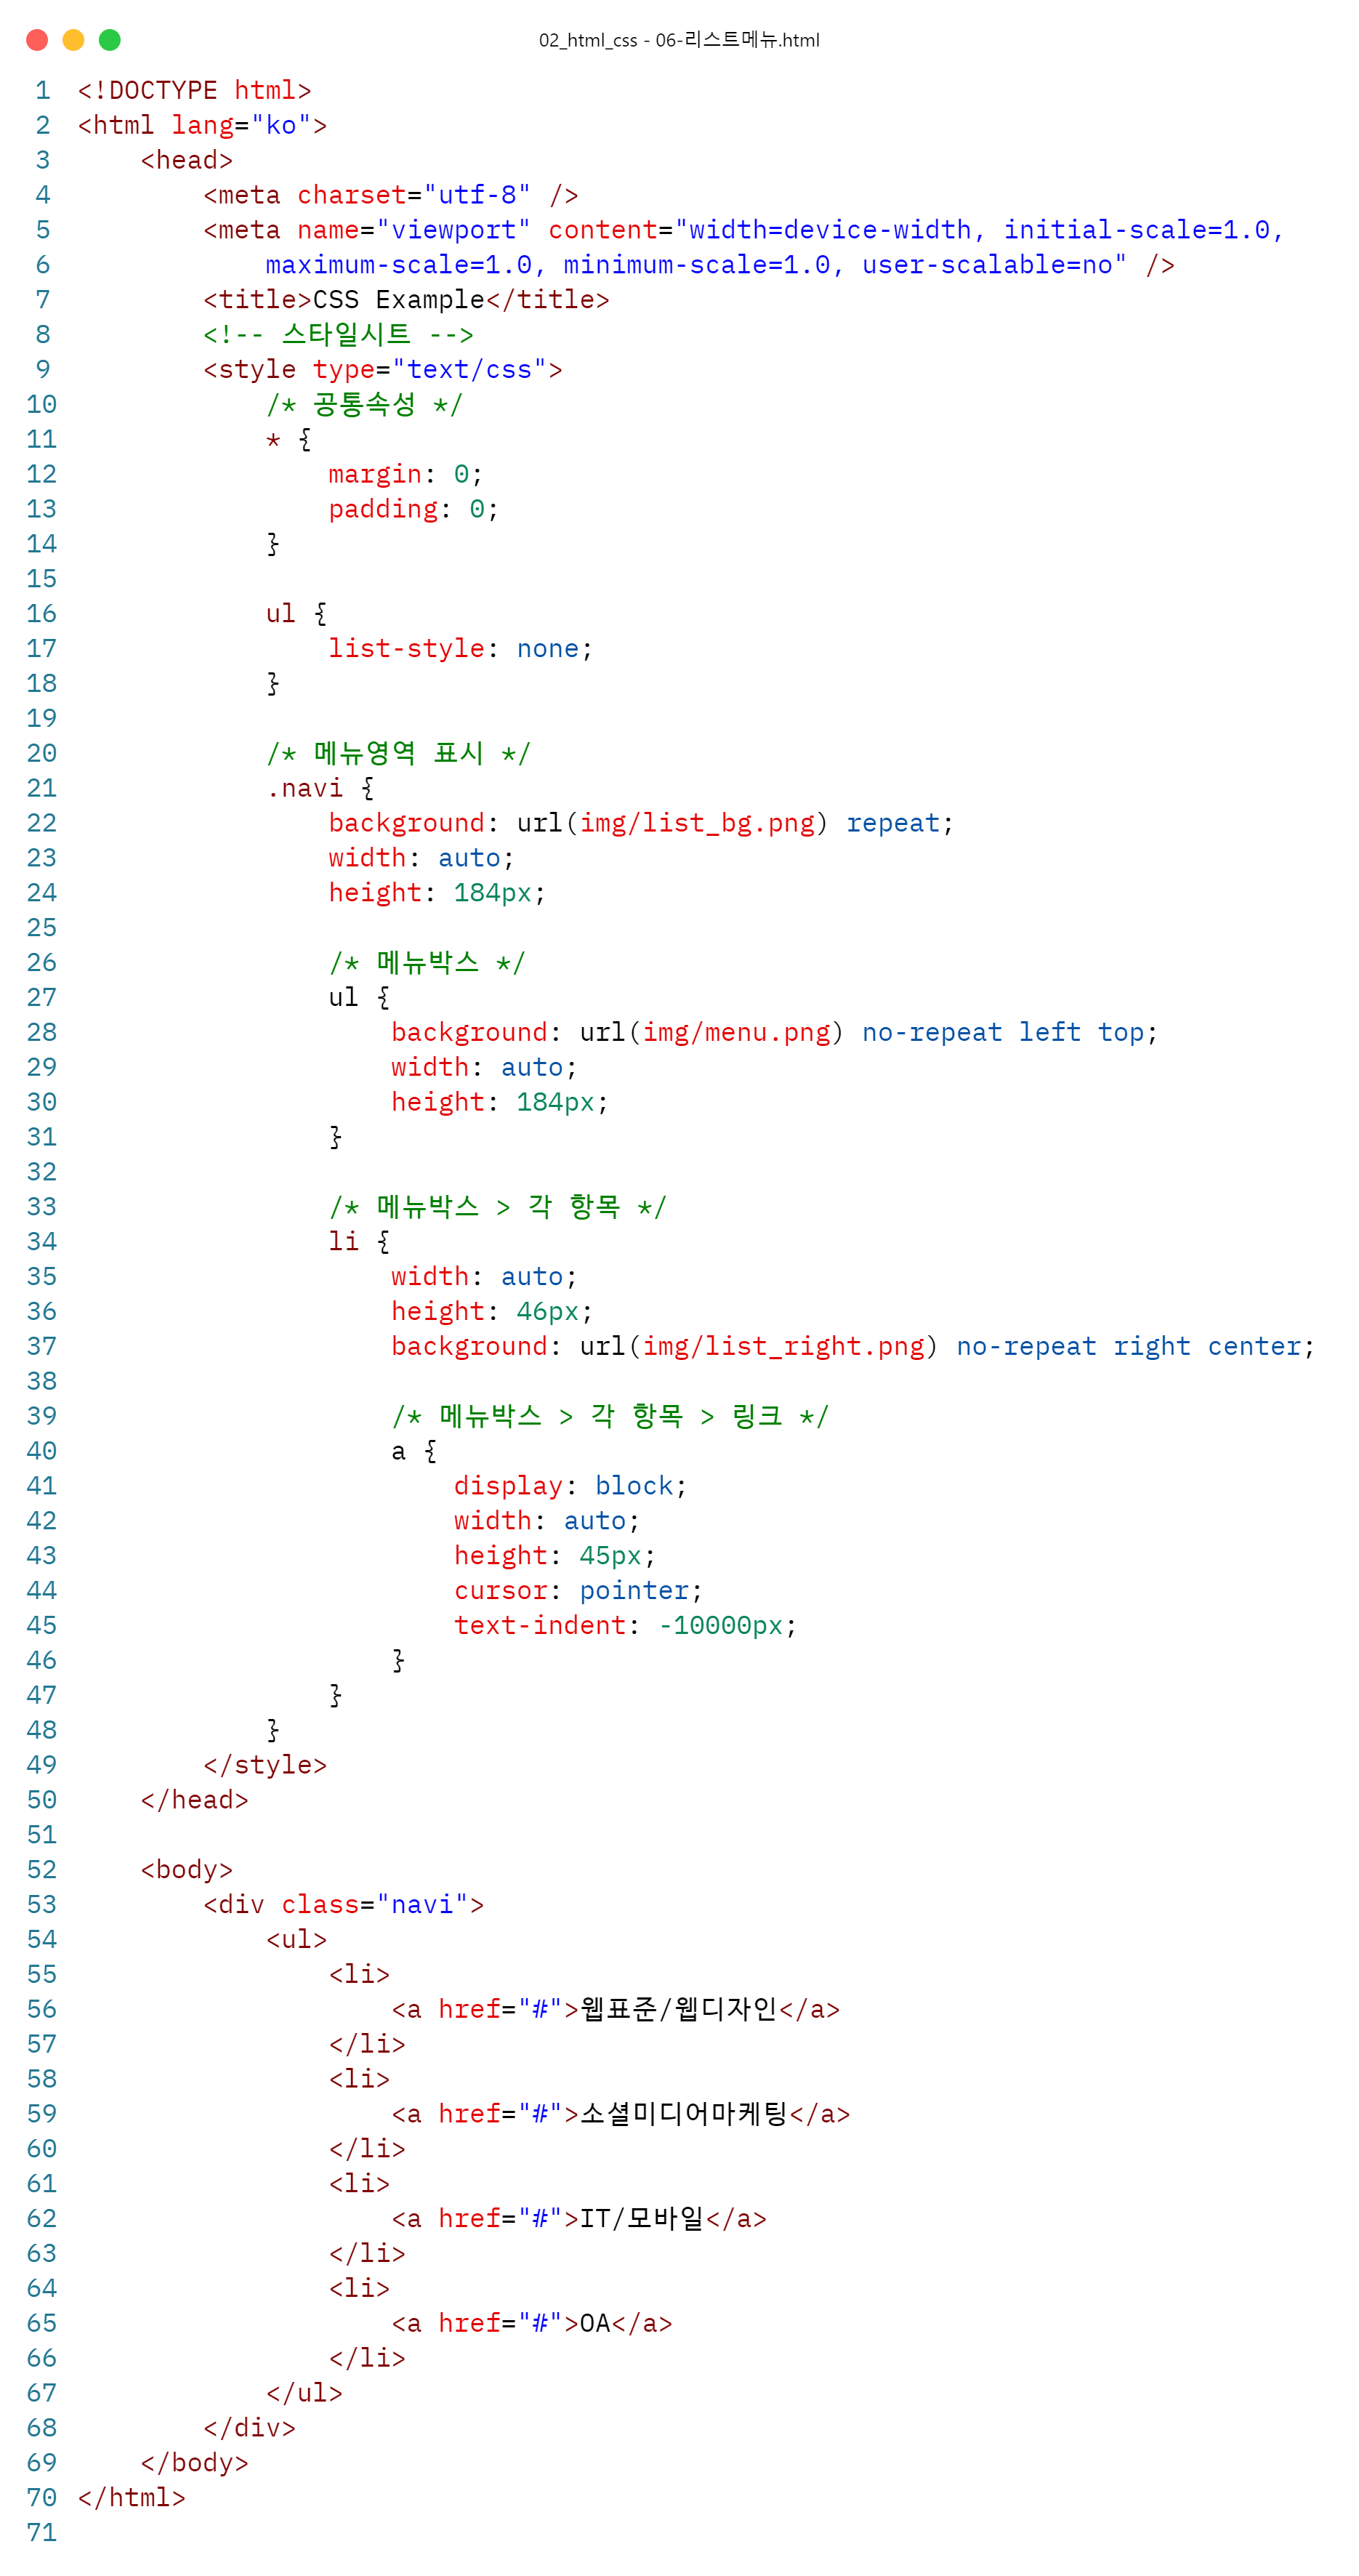 02_html_css - 06-리스트메뉴.html
1 <!DOCTYPE html>
2 <html lang="ko">
3     <head>
4         <meta charset="utf-8" />
5         <meta name="viewport" content="width=device-width, initial-scale=1.0,
6             maximum-scale=1.0, minimum-scale=1.0, user-scalable=no" />
7         <title>CSS Example</title>
8         <!-- 스타일시트 -->
9         <style type="text/css">
10             /* 공통속성 */
11             * {
12                 margin: 0;
13                 padding: 0;
14             }
15
16             ul {
17                 list-style: none;
18             }
19
20             /* 메뉴영역 표시 */
21             .navi {
22                 background: url(img/list_bg.png) repeat;
23                 width: auto;
24                 height: 184px;
25
26                 /* 메뉴박스 */
27                 ul {
28                     background: url(img/menu.png) no-repeat left top;
29                     width: auto;
30                     height: 184px;
31                 }
32
33                 /* 메뉴박스 > 각 항목 */
34                 li {
35                     width: auto;
36                     height: 46px;
37                     background: url(img/list_right.png) no-repeat right center;
38
39                     /* 메뉴박스 > 각 항목 > 링크 */
40                     a {
41                         display: block;
42                         width: auto;
43                         height: 45px;
44                         cursor: pointer;
45                         text-indent: -10000px;
46                     }
47                 }
48             }
49         </style>
50     </head>
51
52     <body>
53         <div class="navi">
54             <ul>
55                 <li>
56                     <a href="#">웹표준/웹디자인</a>
57                 </li>
58                 <li>
59                     <a href="#">소셜미디어마케팅</a>
60                 </li>
61                 <li>
62                     <a href="#">IT/모바일</a>
63                 </li>
64                 <li>
65                     <a href="#">OA</a>
66                 </li>
67             </ul>
68         </div>
69     </body>
70 </html>
71